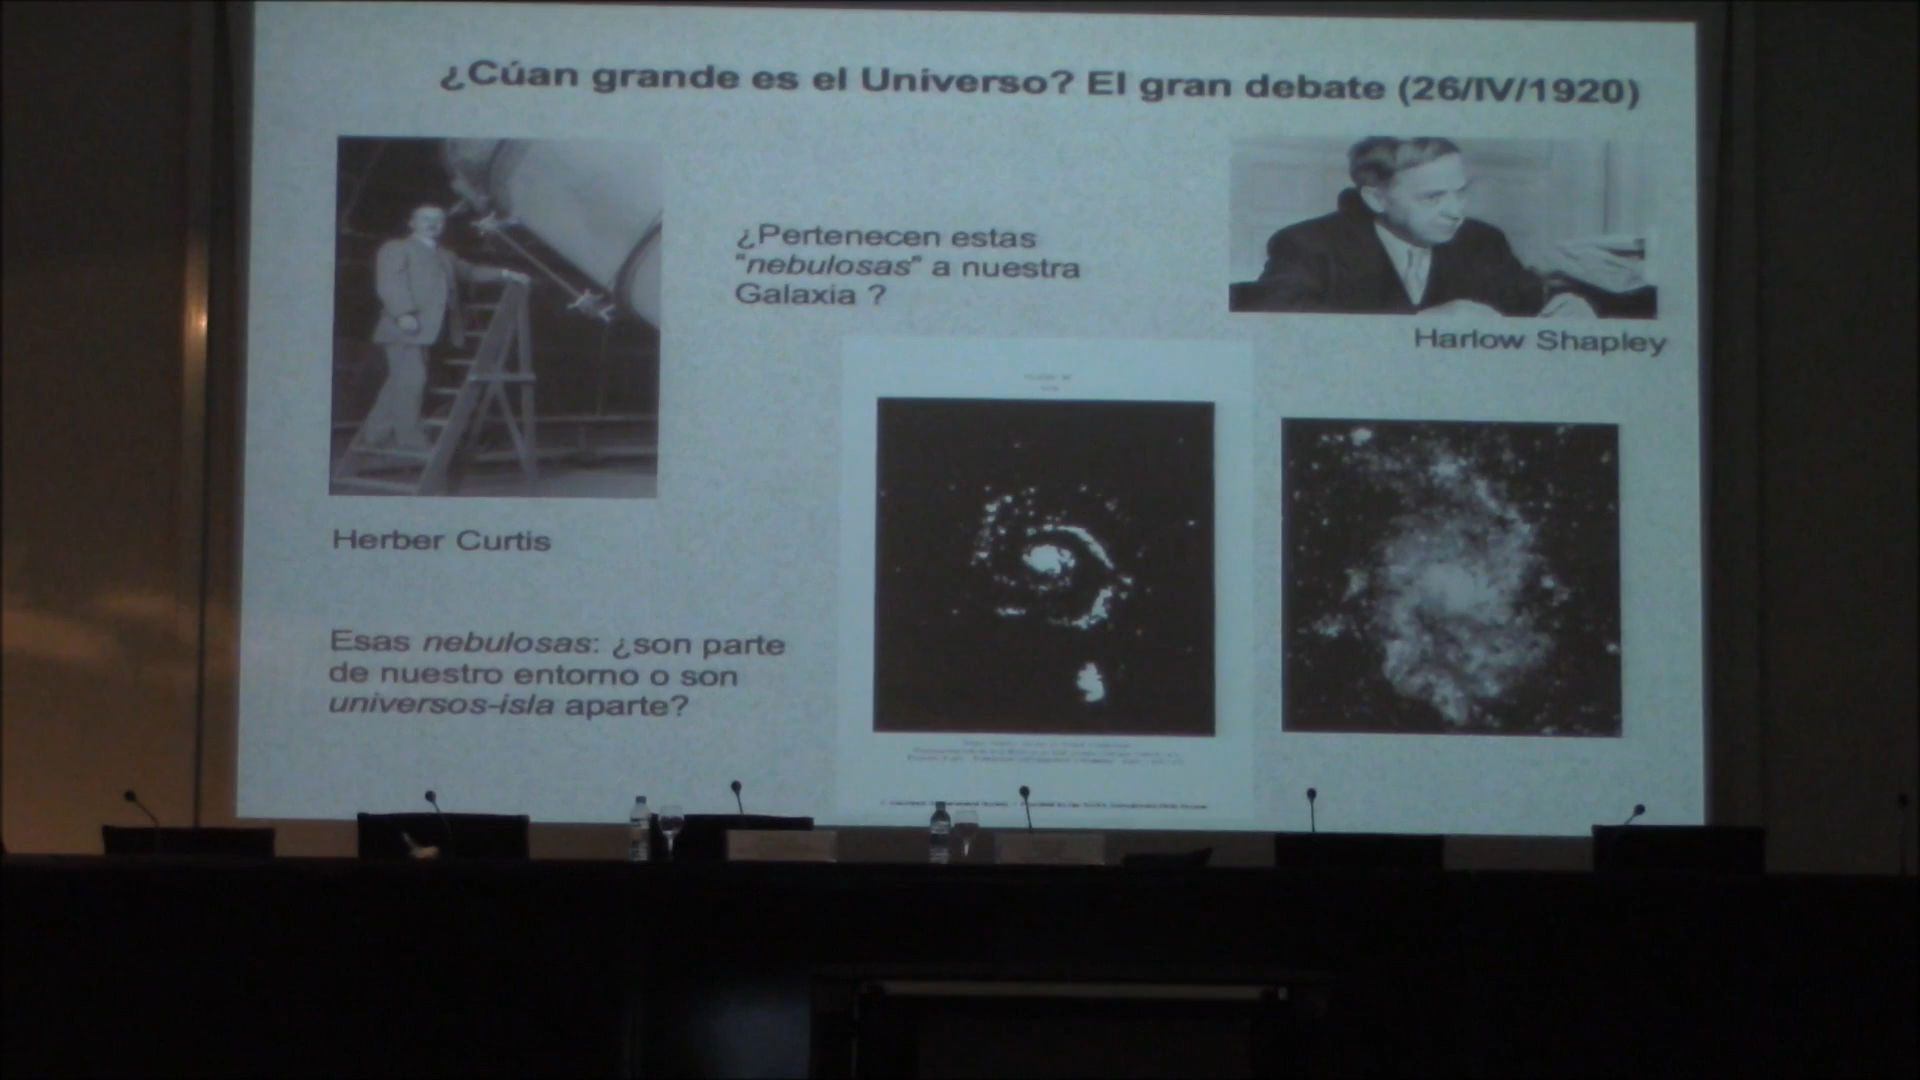 ¿Cúan grande es el Universo? El gran debate (26/IV/1920)
¿Pertenecen estas
"nebulosas" a nuestra
Galaxia ?
Harlow Shapley
Herber Curtis
Esas nebulosas: ¿son parte
de nuestro entorno o son
universos-isla aparte?